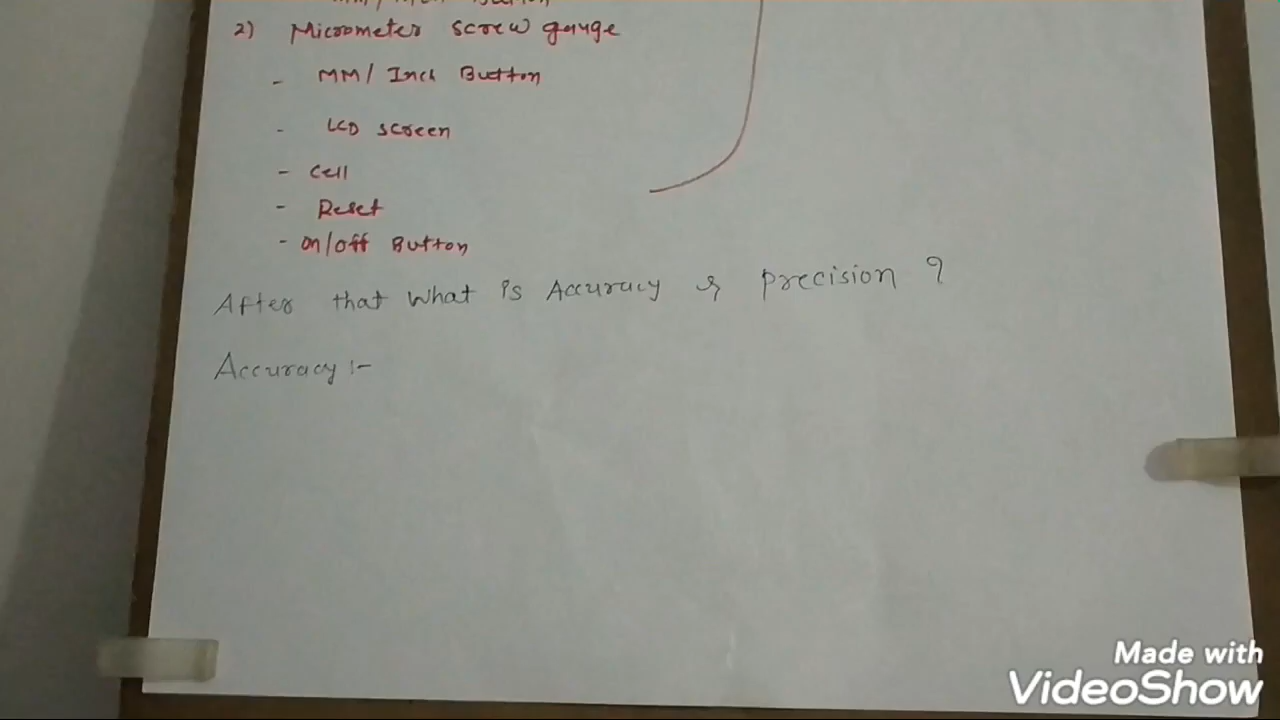 2) Micrometer screw gauge
- MM/ Inch Button
- LCD screen
- Cell
- Reset
- On/off Button
After that What is Accuracy & precision ?
Accuracy :-
Made with
VideoShow